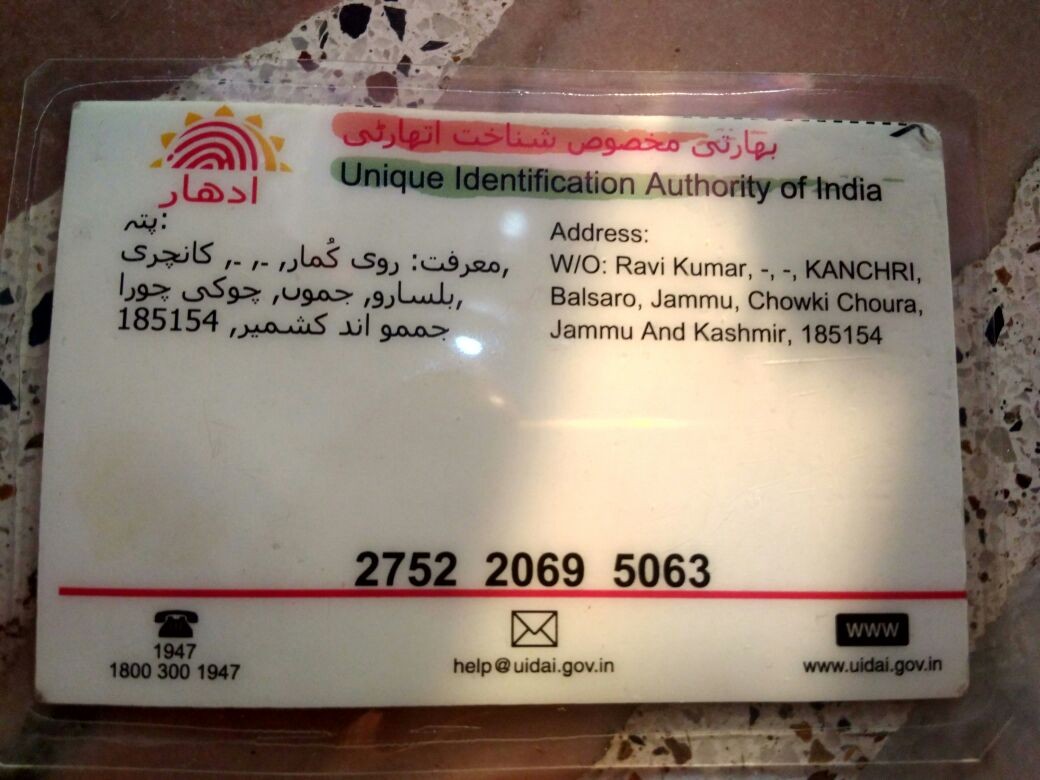 بھارتی مخصوص شناخت اتھارٹی
Unique Identification Authority of India
ادھار
پتہ:
معرفت: روی کُمار, -, -, کانچری,
بلسارو, جموں, چوکی چورا,
جممو اند کشمیر, 185154
Address:
W/O: Ravi Kumar, -, -, KANCHRI,
Balsaro, Jammu, Chowki Choura,
Jammu And Kashmir, 185154
2752 2069 5063
1947
1800 300 1947
help@uidai.gov.in
WWW
www.uidai.gov.in